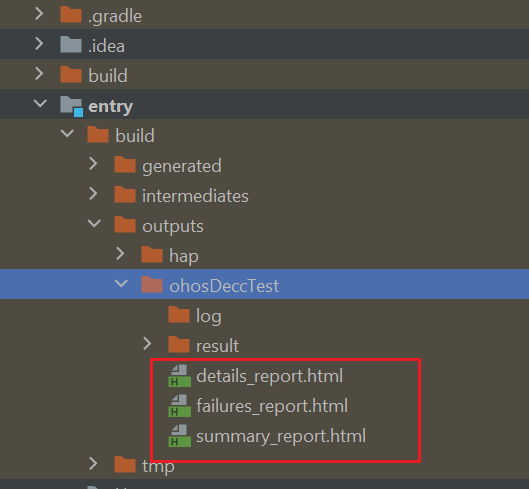 .gradle
.idea
build
entry
build
generated
intermediates
outputs
hap
ohosDeccTest
log
result
H details_report.html
H failures_report.html
H summary_report.html
tmp